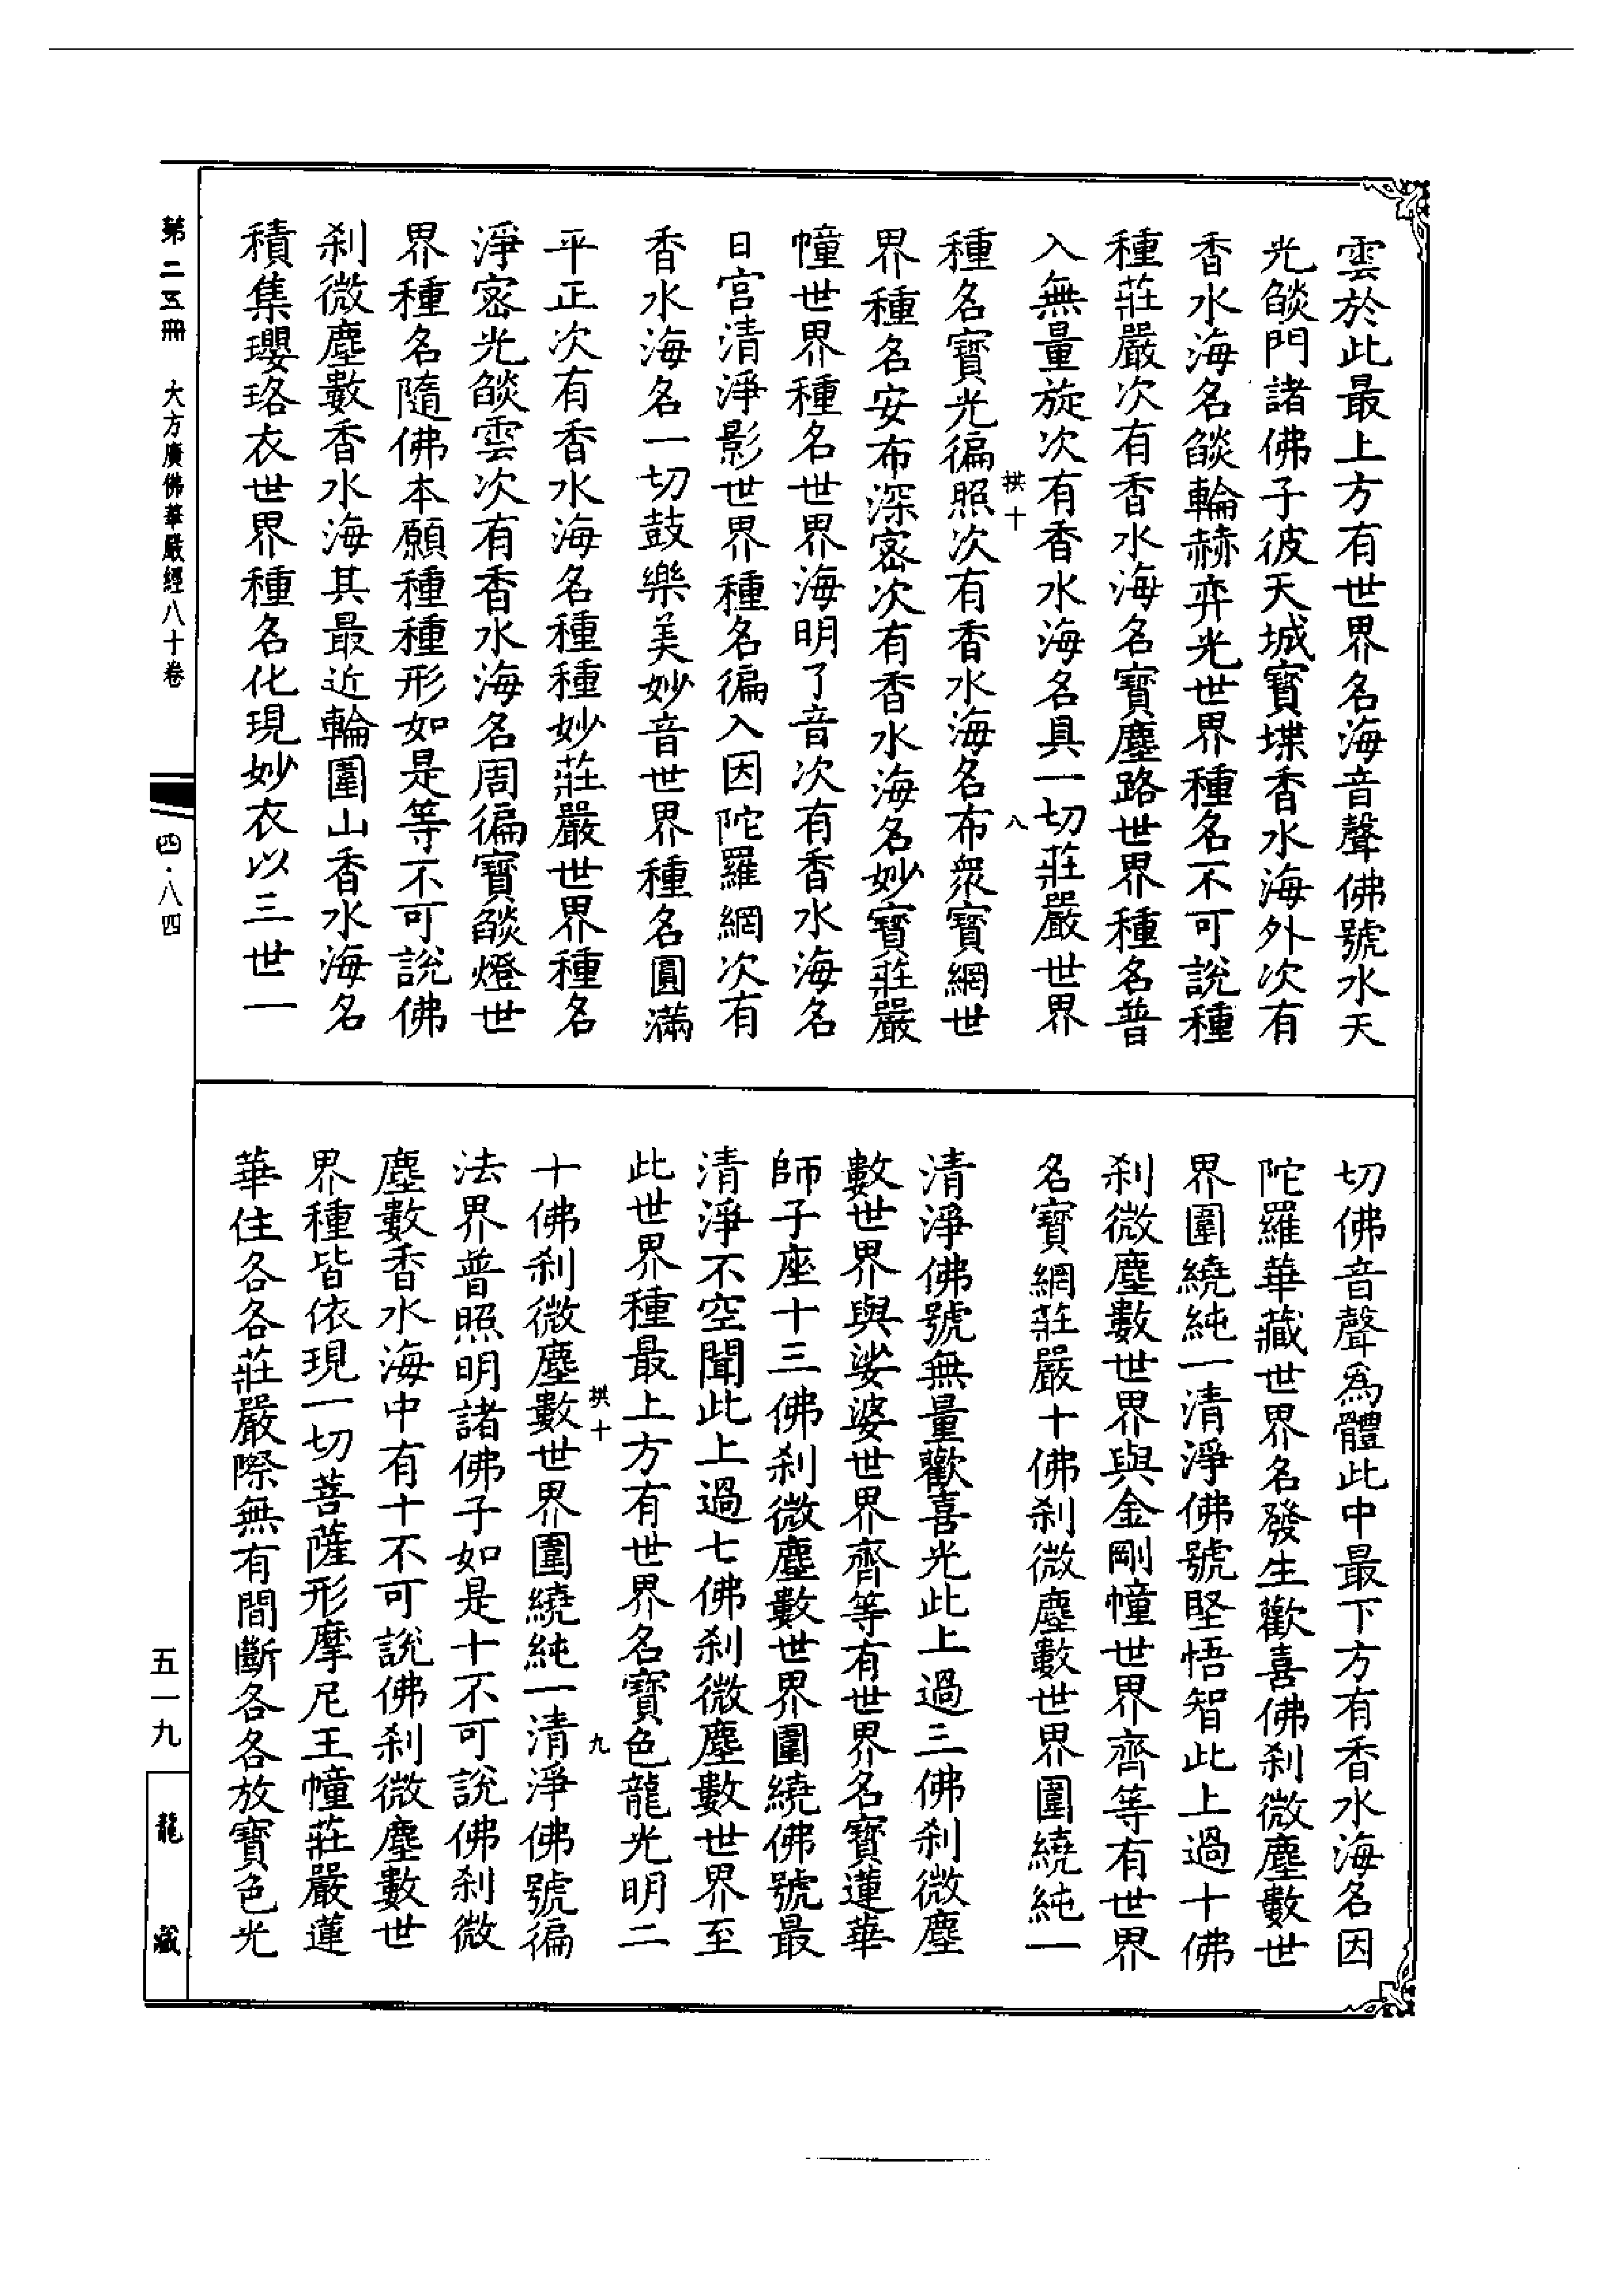 雲於此最上方有世界名海音聲佛號水天
光𦦨門諸佛子彼天城寶堞香水海外次有
香水海名𦦨輪赫弈光世界種名不可說種
種莊嚴次有香水海名寶塵路世界種名普
入無量旋次有香水海名具一切莊嚴世界
栱十
八
種名寶光徧照次有香水海名布衆寶網世
界種名安布深密次有香水海名妙寶莊嚴
幢世界種名世界海明了音次有香水海名
日宮清淨影世界種名徧入因陀羅網次有
香水海名一切鼓樂美妙音世界種名圓滿
平正次有香水海名種種妙莊嚴世界種名
淨密光𦦨雲次有香水海名周徧寶𦦨燈世
界種名隨佛本願種種形如是等不可說佛
刹微塵數香水海其最近輪圍山香水海名
積集瓔珞衣世界種名化現妙衣以三世一
切佛音聲爲體此中最下方有香水海名因
陀羅華藏世界名發生歡喜佛刹微塵數世
界圍繞純一清淨佛號堅悟智此上過十佛
刹微塵數世界與金剛幢世界齊等有世界
名寶網莊嚴十佛刹微塵數世界圍繞純一
清淨佛號無量歡喜光此上過三佛刹微塵
數世界與娑婆世界齊等有世界名寶蓮華
師子座十三佛刹微塵數世界圍繞佛號最
清淨不空聞此上過七佛刹微塵數世界至
此世界種最上方有世界名寶色龍光明二
栱十
九
十佛刹微塵數世界圍繞純一清淨佛號徧
法界普照明諸佛子如是十不可說佛刹微
塵數香水海中有十不可說佛刹微塵數世
界種皆依現一切菩薩形摩尼王幢莊嚴蓮
華住各各莊嚴際無有間斷各各放寶色光
第二五冊 大方廣佛華嚴經八十卷
四·八四
五一九
龍藏